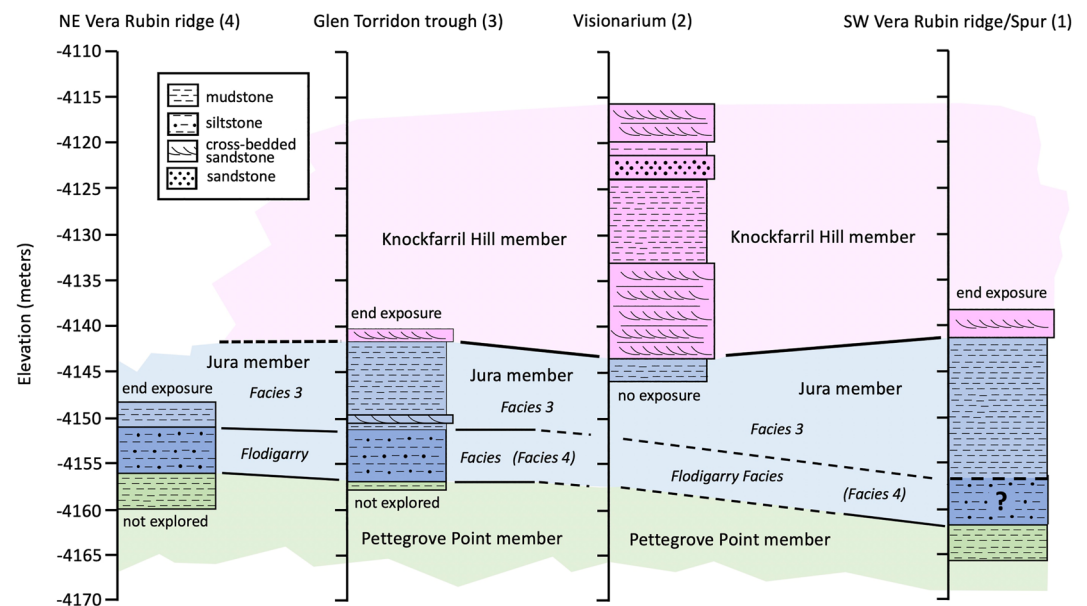 NE Vera Rubin ridge (4)
Glen Torridon trough (3)
Visionarium (2)
SW Vera Rubin ridge/Spur (1)
Elevation (meters)
-4110
-4115
-4120
-4125
-4130
-4135
-4140
-4145
-4150
-4155
-4160
-4165
-4170
mudstone
siltstone
cross-bedded
sandstone
sandstone
Knockfarril Hill member
Knockfarril Hill member
end exposure
end exposure
Jura member
Facies 3
end exposure
Jura member
Facies 3
no exposure
Jura member
Facies 3
Flodigarry
Facies (Facies 4)
Flodigarry Facies
(Facies 4)
?
not explored
not explored
Pettegrove Point member
Pettegrove Point member